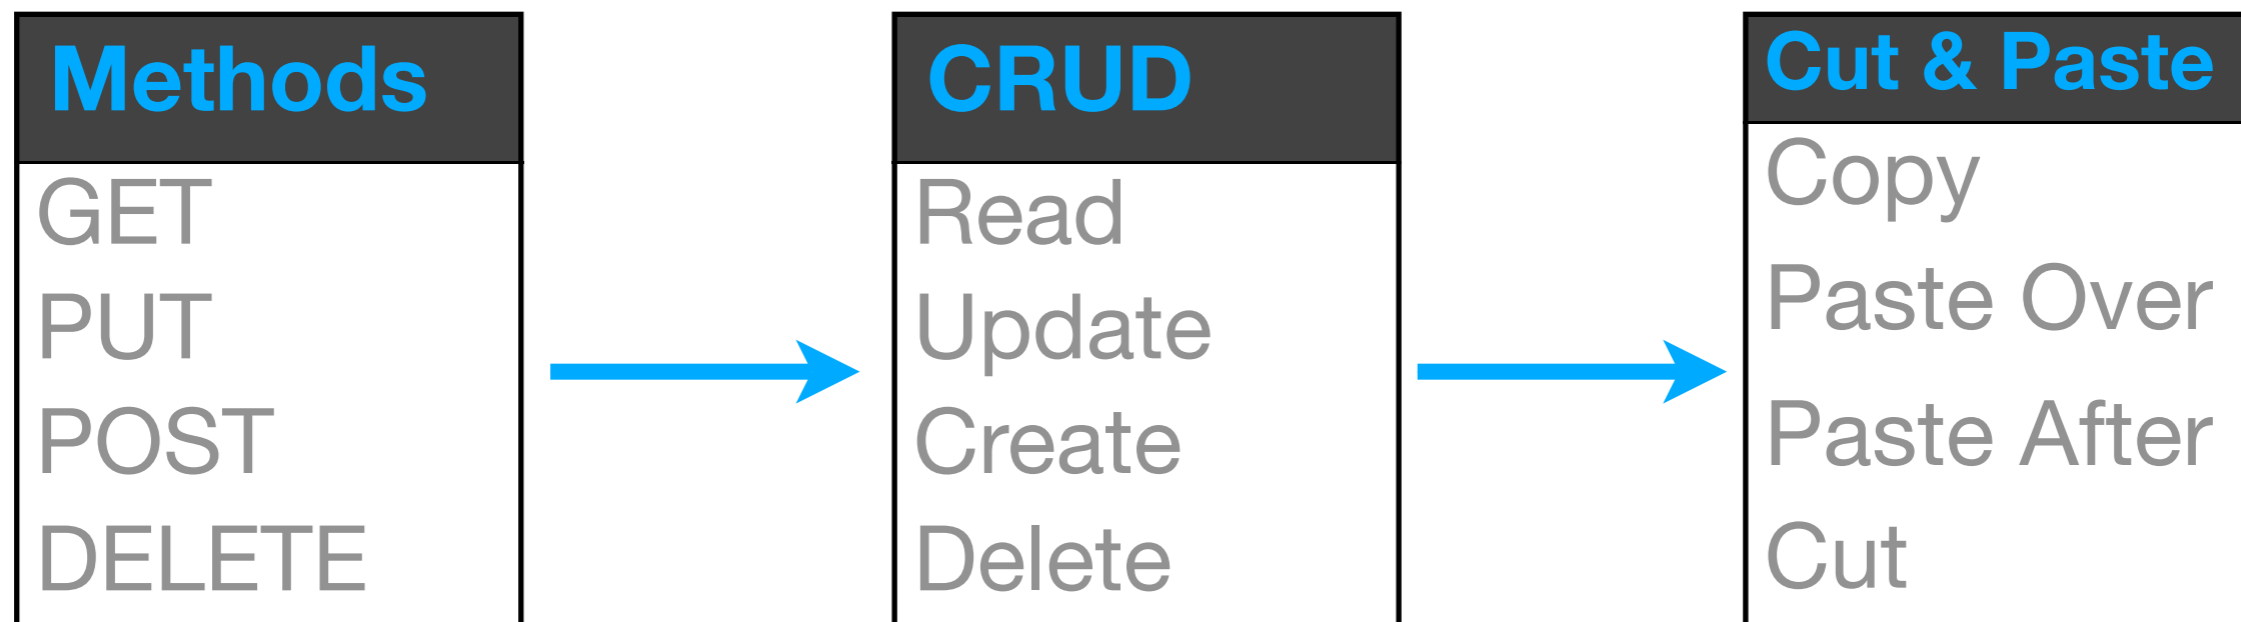 Methods
GET
PUT
POST
DELETE
CRUD
Read
Update
Create
Delete
Cut & Paste
Copy
Paste Over
Paste After
Cut